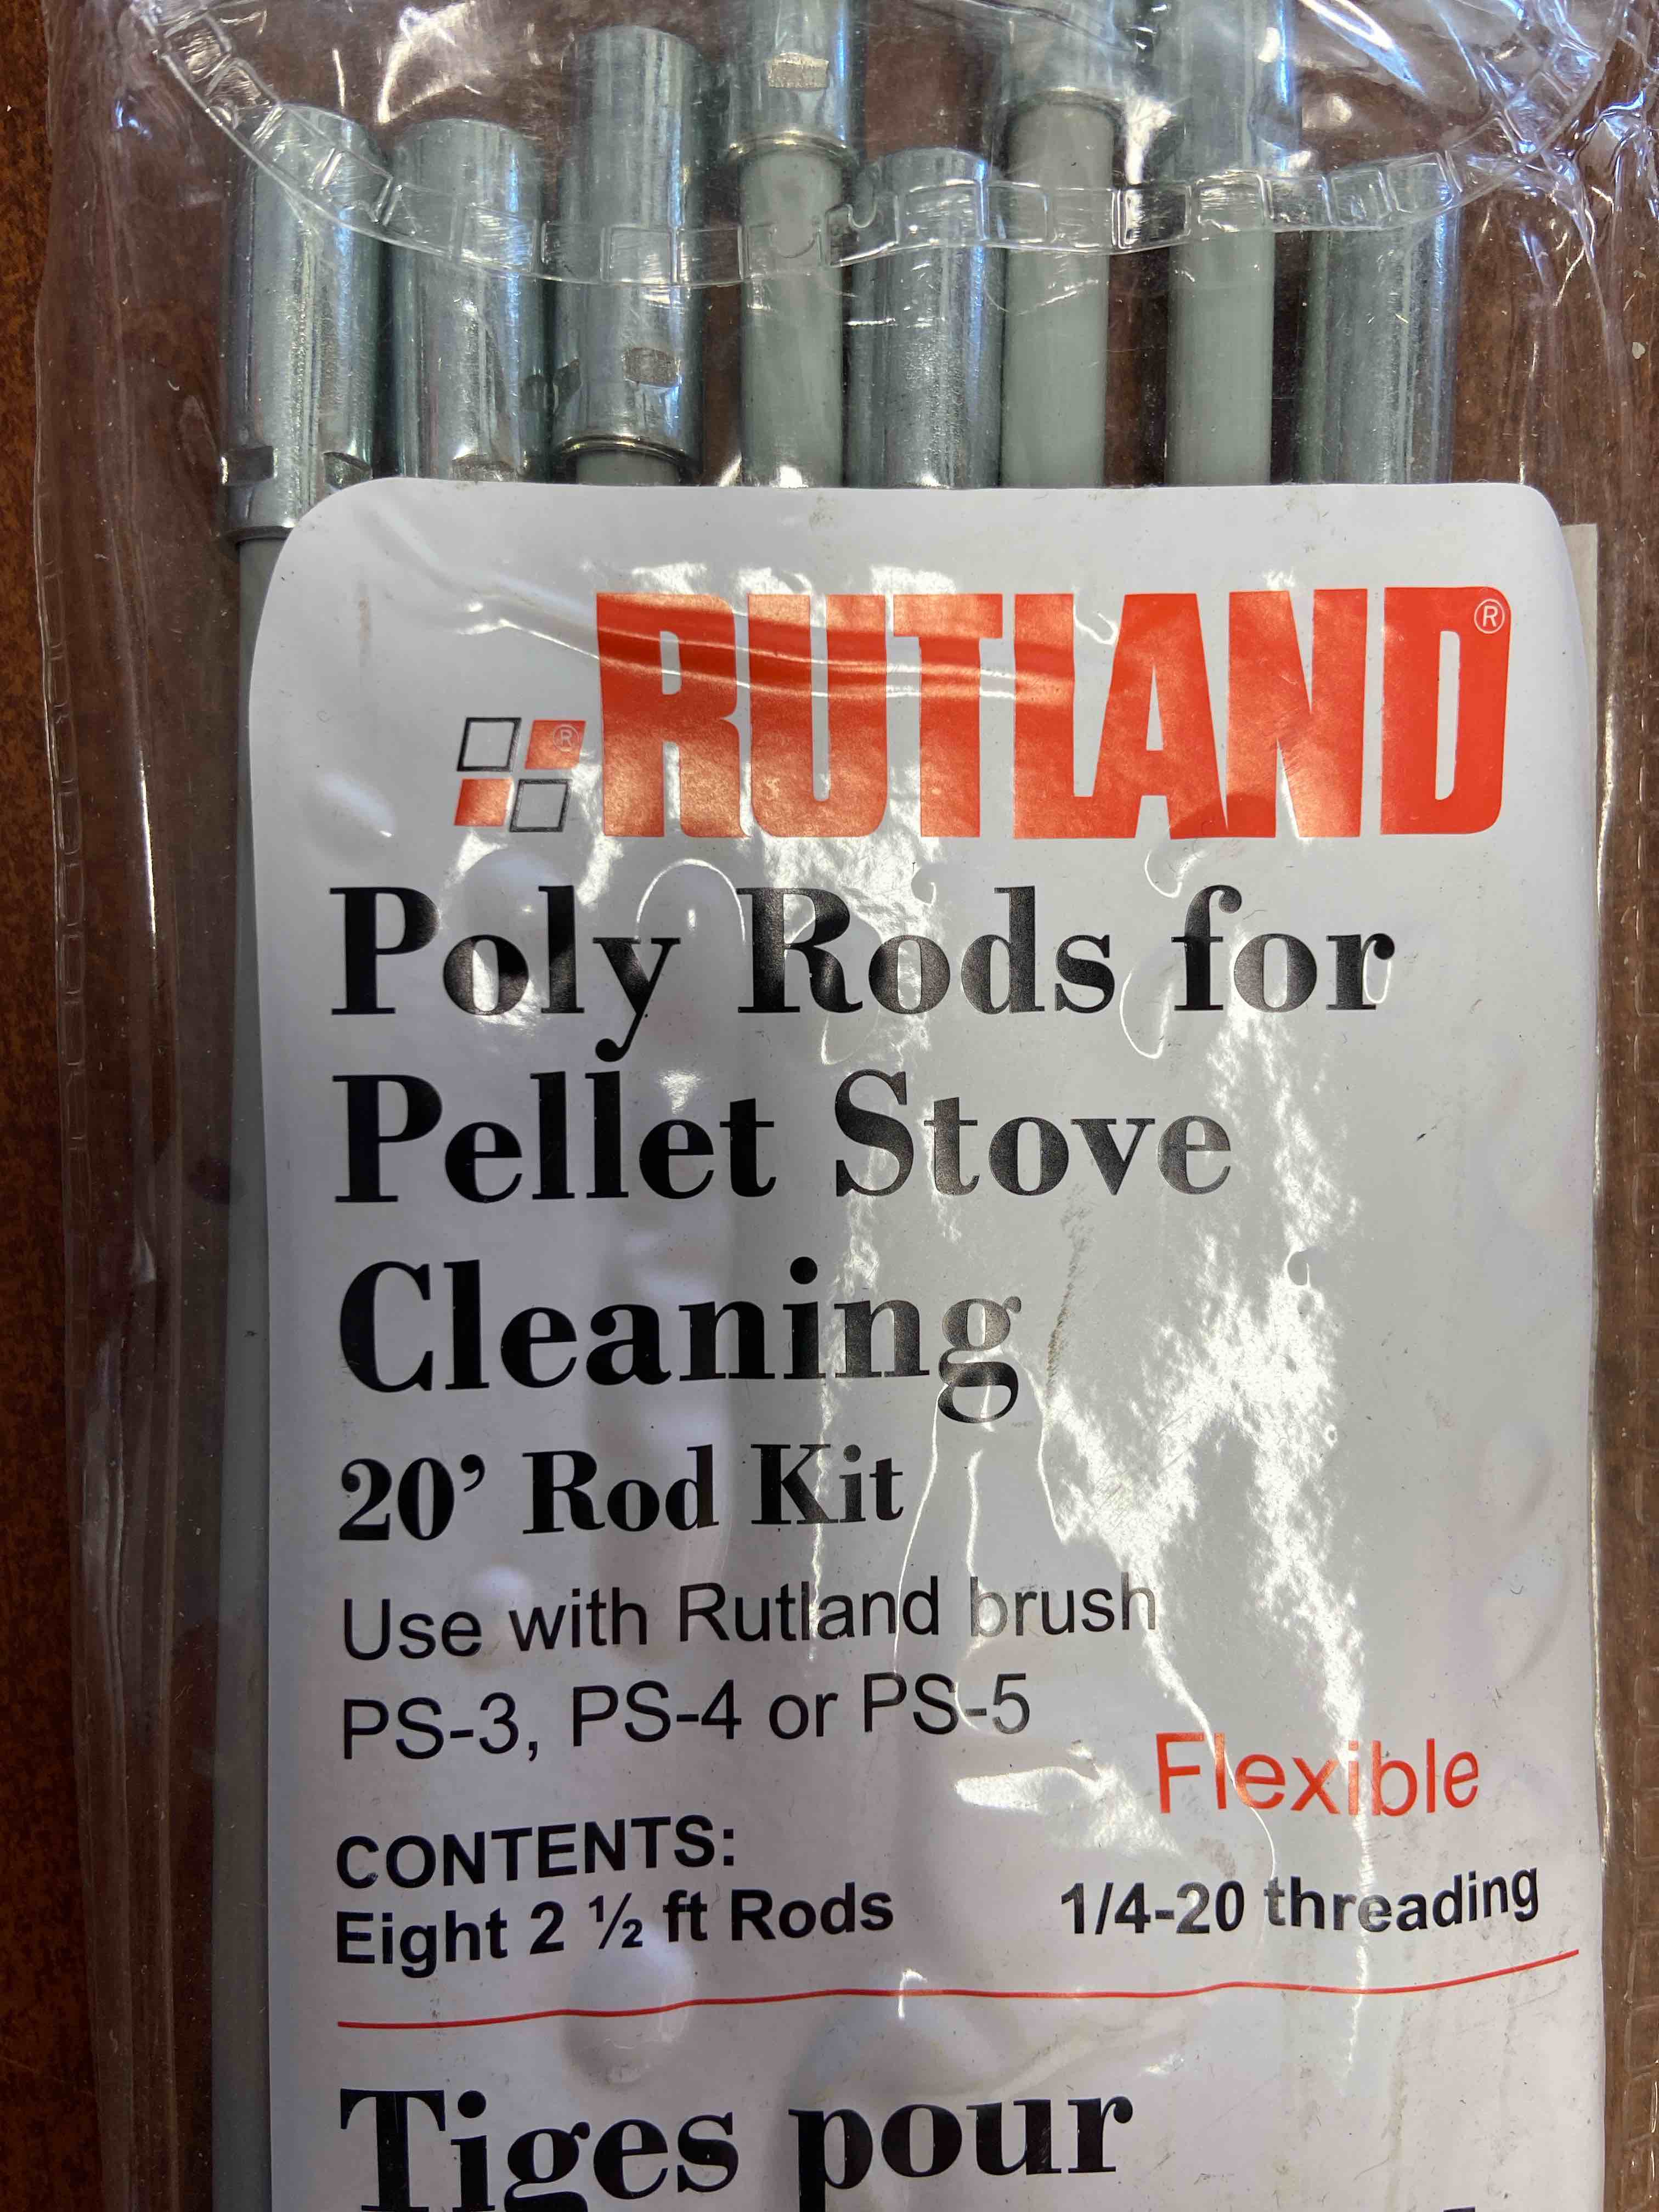 RUTLAND®
®
Poly Rods for
Pellet Stove
Cleaning
20’ Rod Kit
Use with Rutland brush
PS-3, PS-4 or PS-5
Flexible
CONTENTS:
Eight 2 ½ ft Rods
1/4-20 threading
Tiges pour